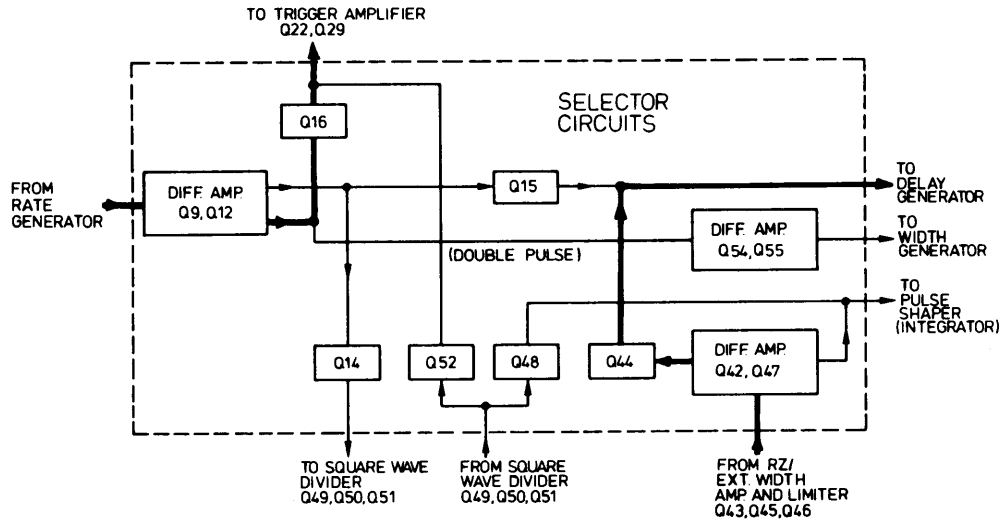 TO TRIGGER AMPLIFIER
Q22,Q29
SELECTOR
CIRCUITS
Q16
FROM
RATE
GENERATOR
DIFF. AMP.
Q9,Q12
Q15
TO
DELAY
GENERATOR
DIFF. AMP.
Q54,Q55
TO
WIDTH
GENERATOR
(DOUBLE PULSE)
TO
PULSE
SHAPER
(INTEGRATOR)
Q14
Q52
Q48
Q44
DIFF. AMP.
Q42, Q47
TO SQUARE WAVE
DIVIDER
Q49,Q50,Q51
FROM SQUARE
WAVE DIVIDER
Q49,Q50,Q51
FROM RZ/
EXT. WIDTH
AMP. AND LIMITER
Q43,Q45,Q46